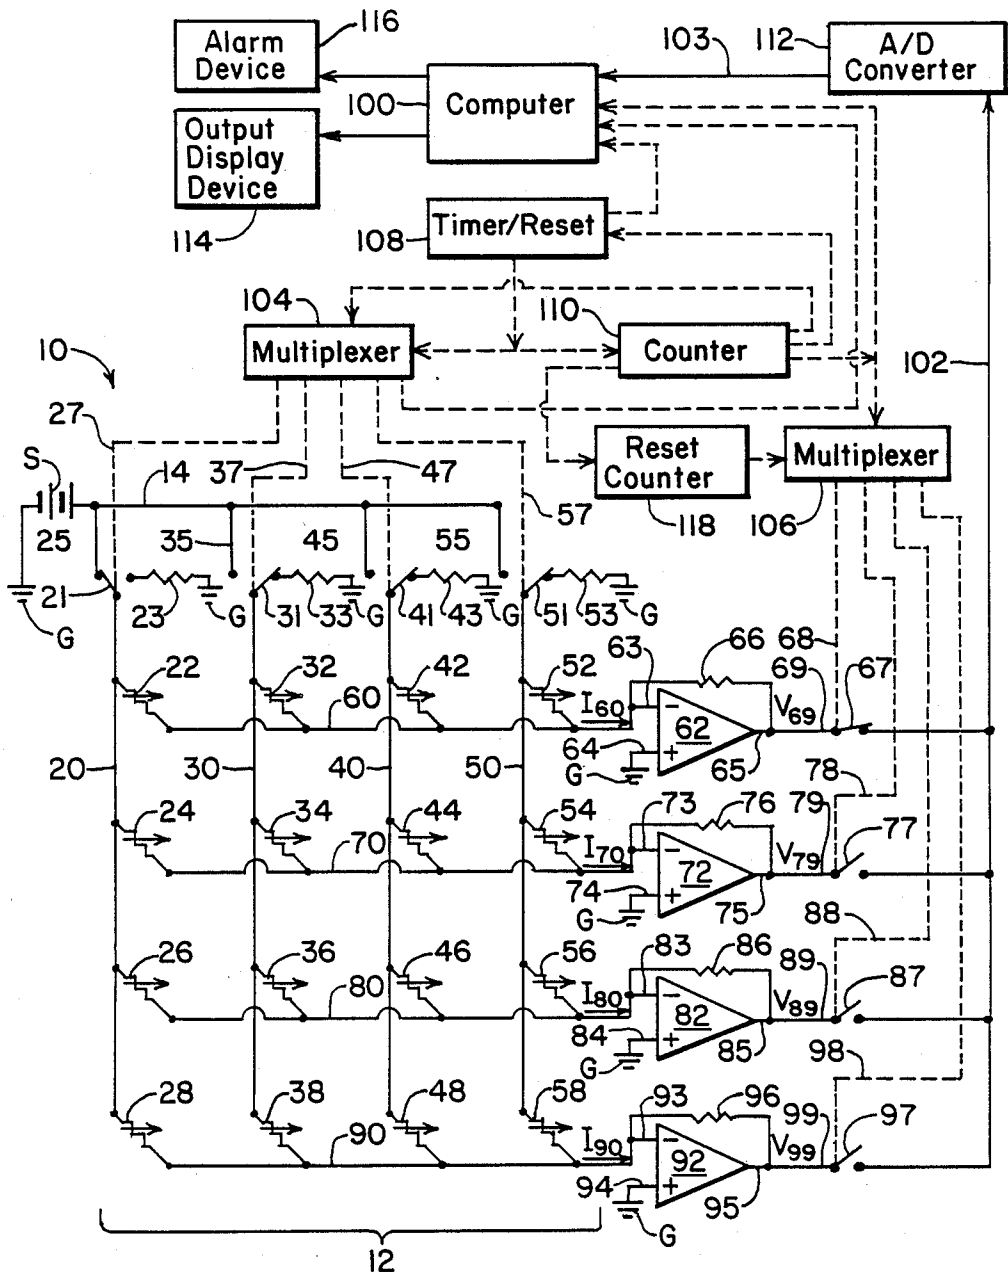 116
Alarm
Device
103
112
A/D
Converter
100
Computer
Output
Display
Device
114
108
Timer/Reset
104
Multiplexer
110
Counter
102
10
27
S
14
37
47
57
Reset
Counter
118
Multiplexer
106
25
35
45
55
21
23
31
33
41
43
51
53
G
G
G
G
G
68
22
32
42
52
60
I60
63
66
62
64
G
65
69
V69
67
20
30
40
50
78
24
34
44
54
70
I70
73
76
72
74
G
75
79
V79
77
88
26
36
46
56
80
I80
83
86
82
84
G
85
89
V89
87
98
28
38
48
58
90
I90
93
96
92
94
G
95
99
V99
97
12